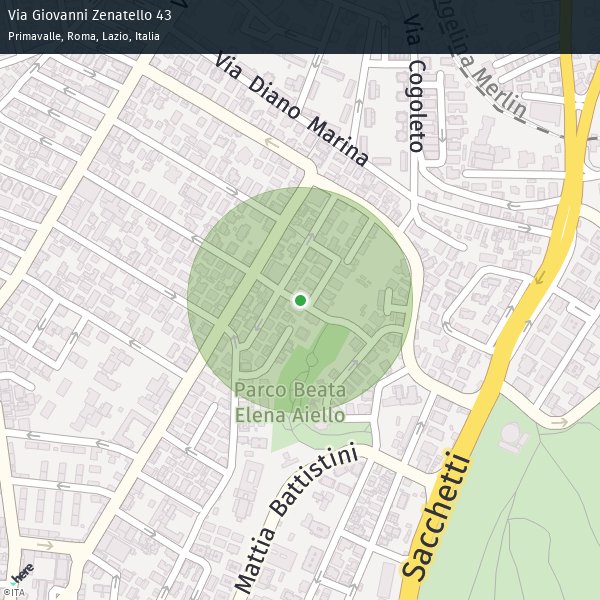 Via Giovanni Zenatello 43
Primavalle, Roma, Lazio, Italia
Via Diano Marina
Via Cogoleto
Merlin
Parco Beata
Elena Aiello
Mattia Battistini
Sacchetti
here
©ITA